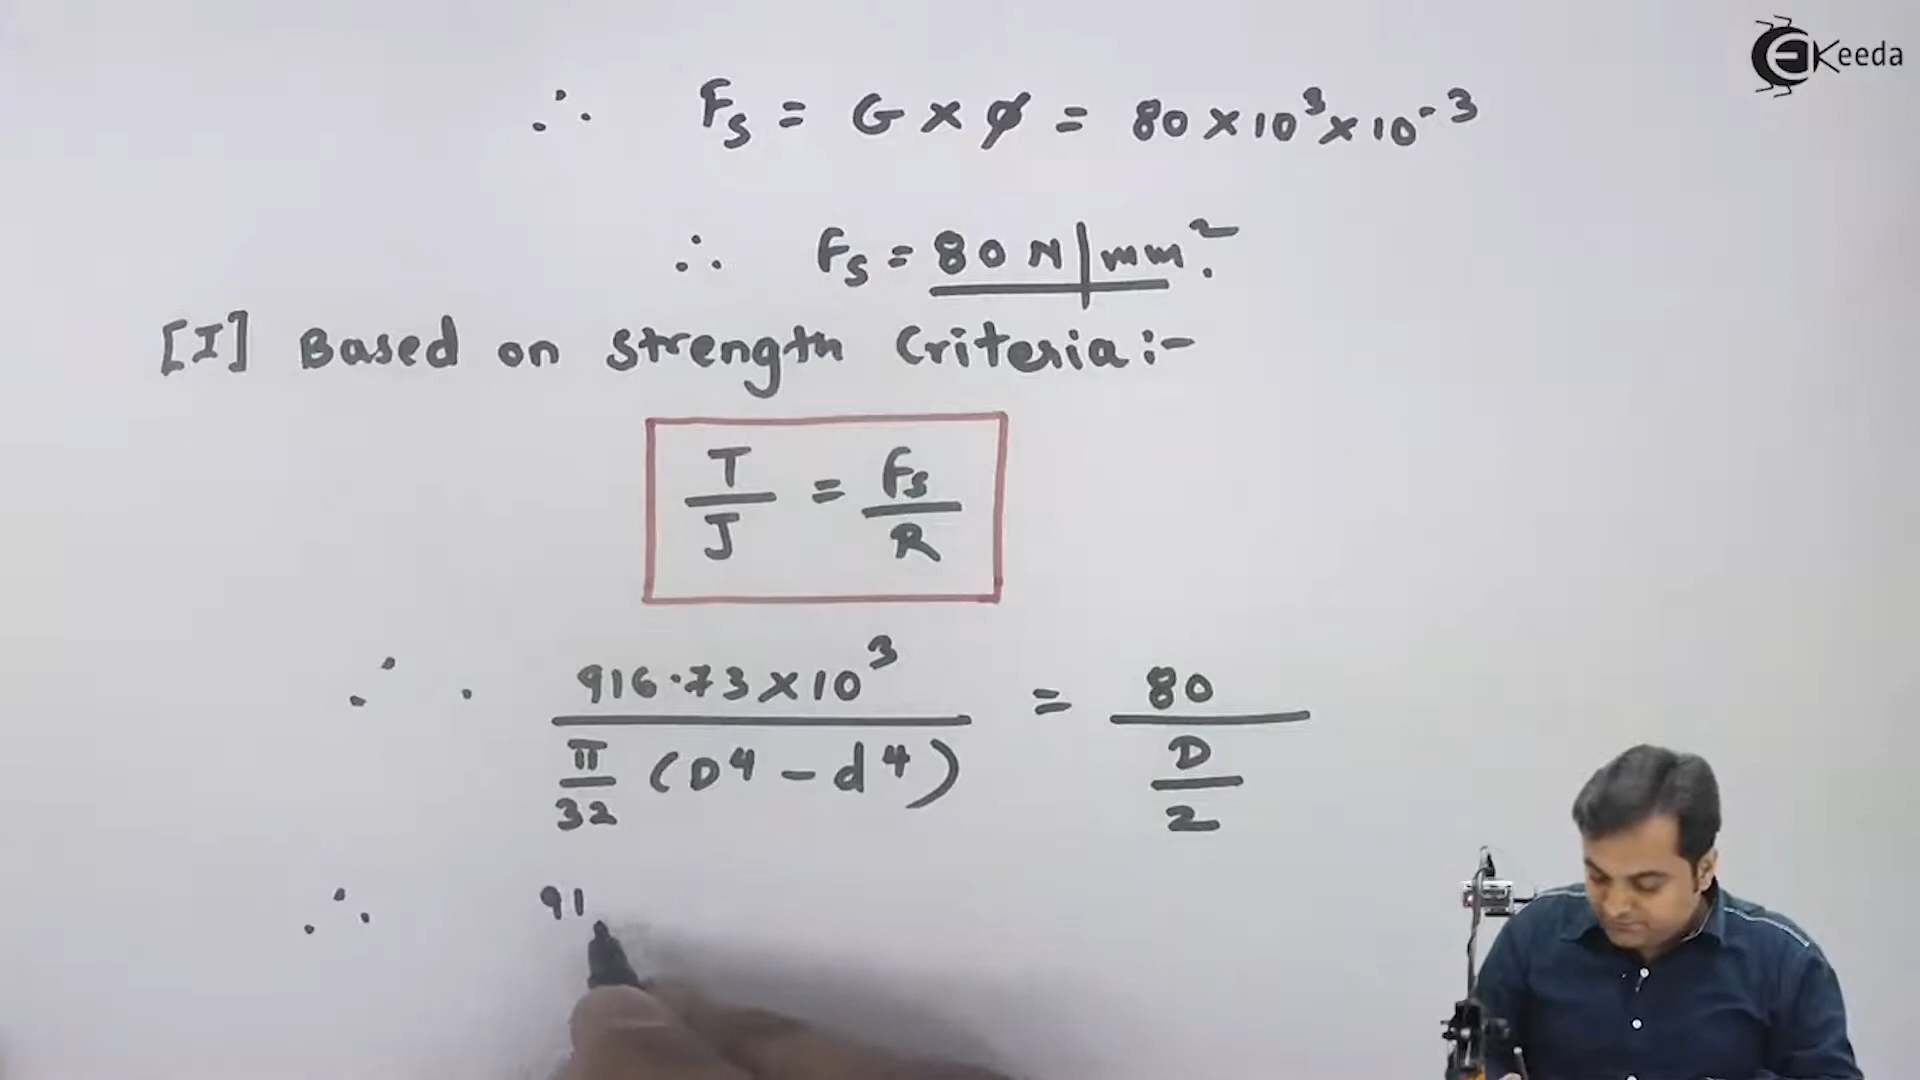 EKeeda
∴ Fs = G × ϕ = 80 × 10³ × 10⁻³
∴ Fs = 80 N|mm².
[I] Based on strength Criteria:-
T/J = Fs/R
∴ 916.73×10³ / π/32 (D⁴ - d⁴) = 80 / D/2
∴ 91